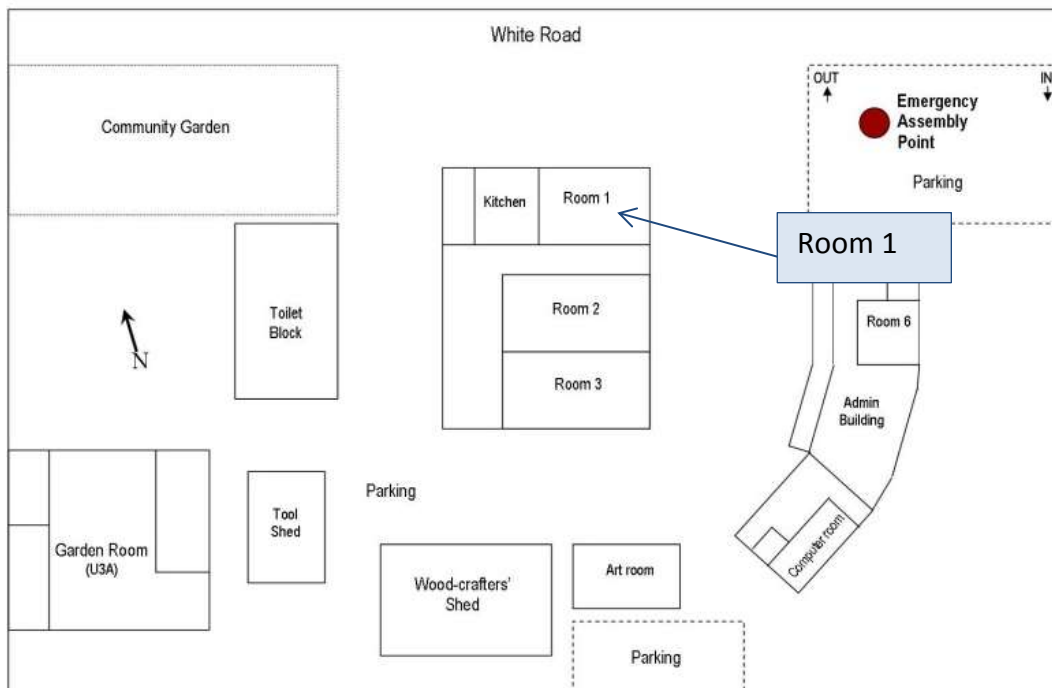 White Road
OUT
IN
Emergency
Assembly
Point
Parking
Community Garden
Kitchen
Room 1
Room 1
Toilet
Block
N
Room 2
Room 3
Room 6
Admin
Building
Parking
Tool
Shed
Garden Room
(U3A)
Wood-crafters'
Shed
Art room
Computer room
Parking